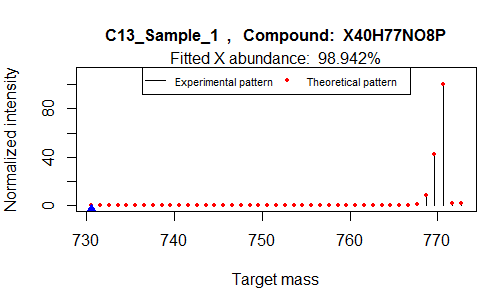 C13_Sample_1 , Compound: X40H77NO8P
Fitted X abundance: 98.942%
Experimental pattern Theoretical pattern
Normalized intensity
80
40
0
730 740 750 760 770
Target mass